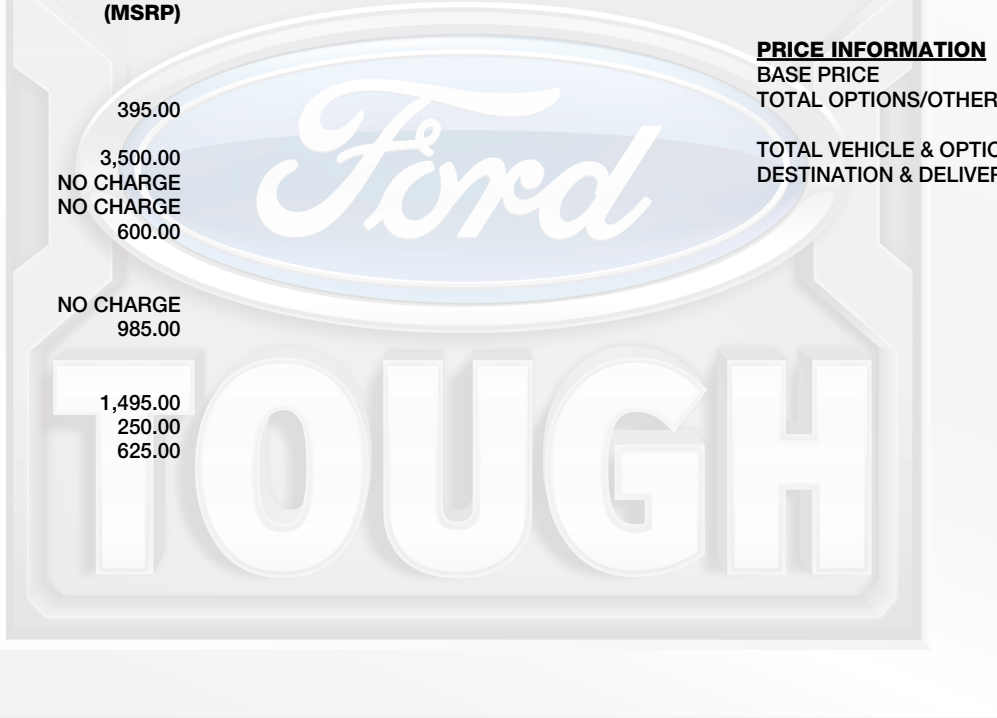 (MSRP)
395.00
3,500.00
NO CHARGE
NO CHARGE
600.00
NO CHARGE
985.00
1,495.00
250.00
625.00
PRICE INFORMATION
BASE PRICE
TOTAL OPTIONS/OTHER
TOTAL VEHICLE & OPTIO
DESTINATION & DELIVER
Ford
TOUGH